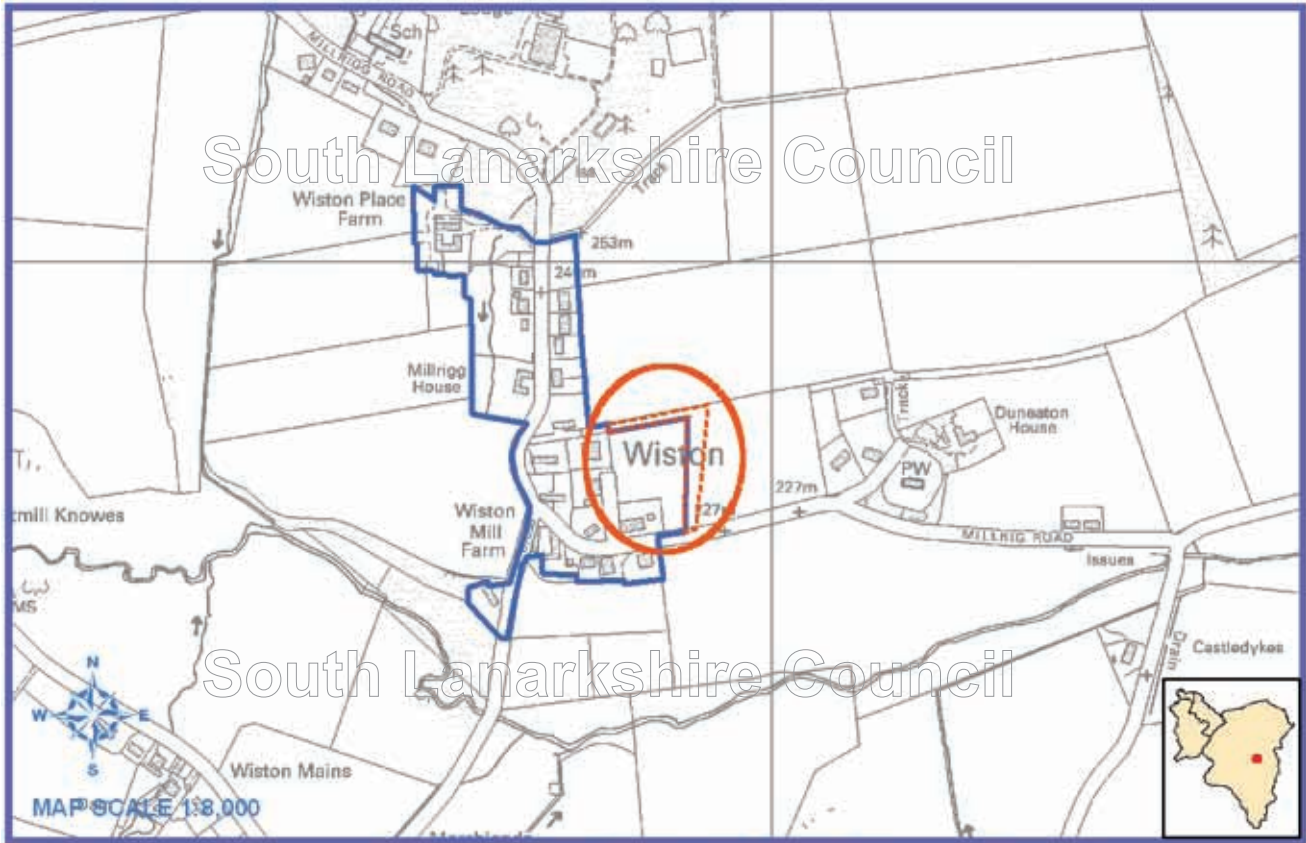 Sch
MILLRIGG ROAD
South Lanarkshire Council
Track
Wiston Place
Farm
253m
Millrigg
House
Track
Duneaton
House
Wiston
PW
227m
Wiston
Mill
Farm
MILLRIG ROAD
Issues
Drain
Castledykes
South Lanarkshire Council
N
W
E
S
Wiston Mains
MAP SCALE 1:8,000